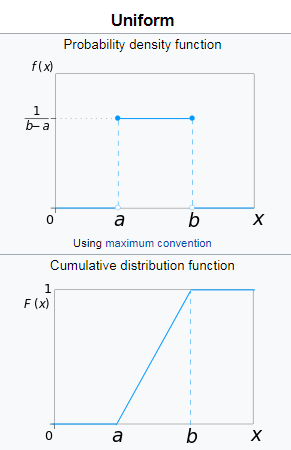 Uniform
Probability density function
f(x)
1
b−a
0 a b x
Using maximum convention
Cumulative distribution function
1
F (x)
0 a b x